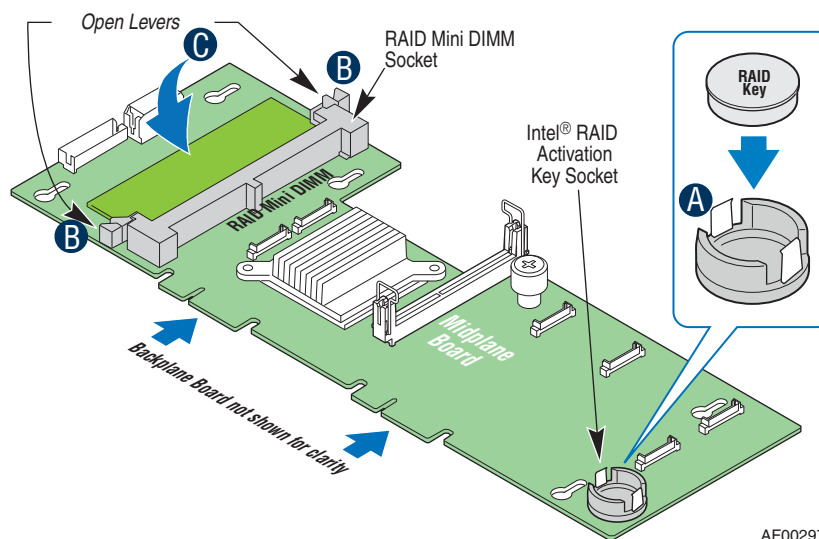 Open Levers
C
B
RAID Mini DIMM
Socket
RAID
Key
Intel® RAID
Activation
Key Socket
A
RAID Mini DIMM
B
Midplane
Board
Backplane Board not shown for clarity
AF00297